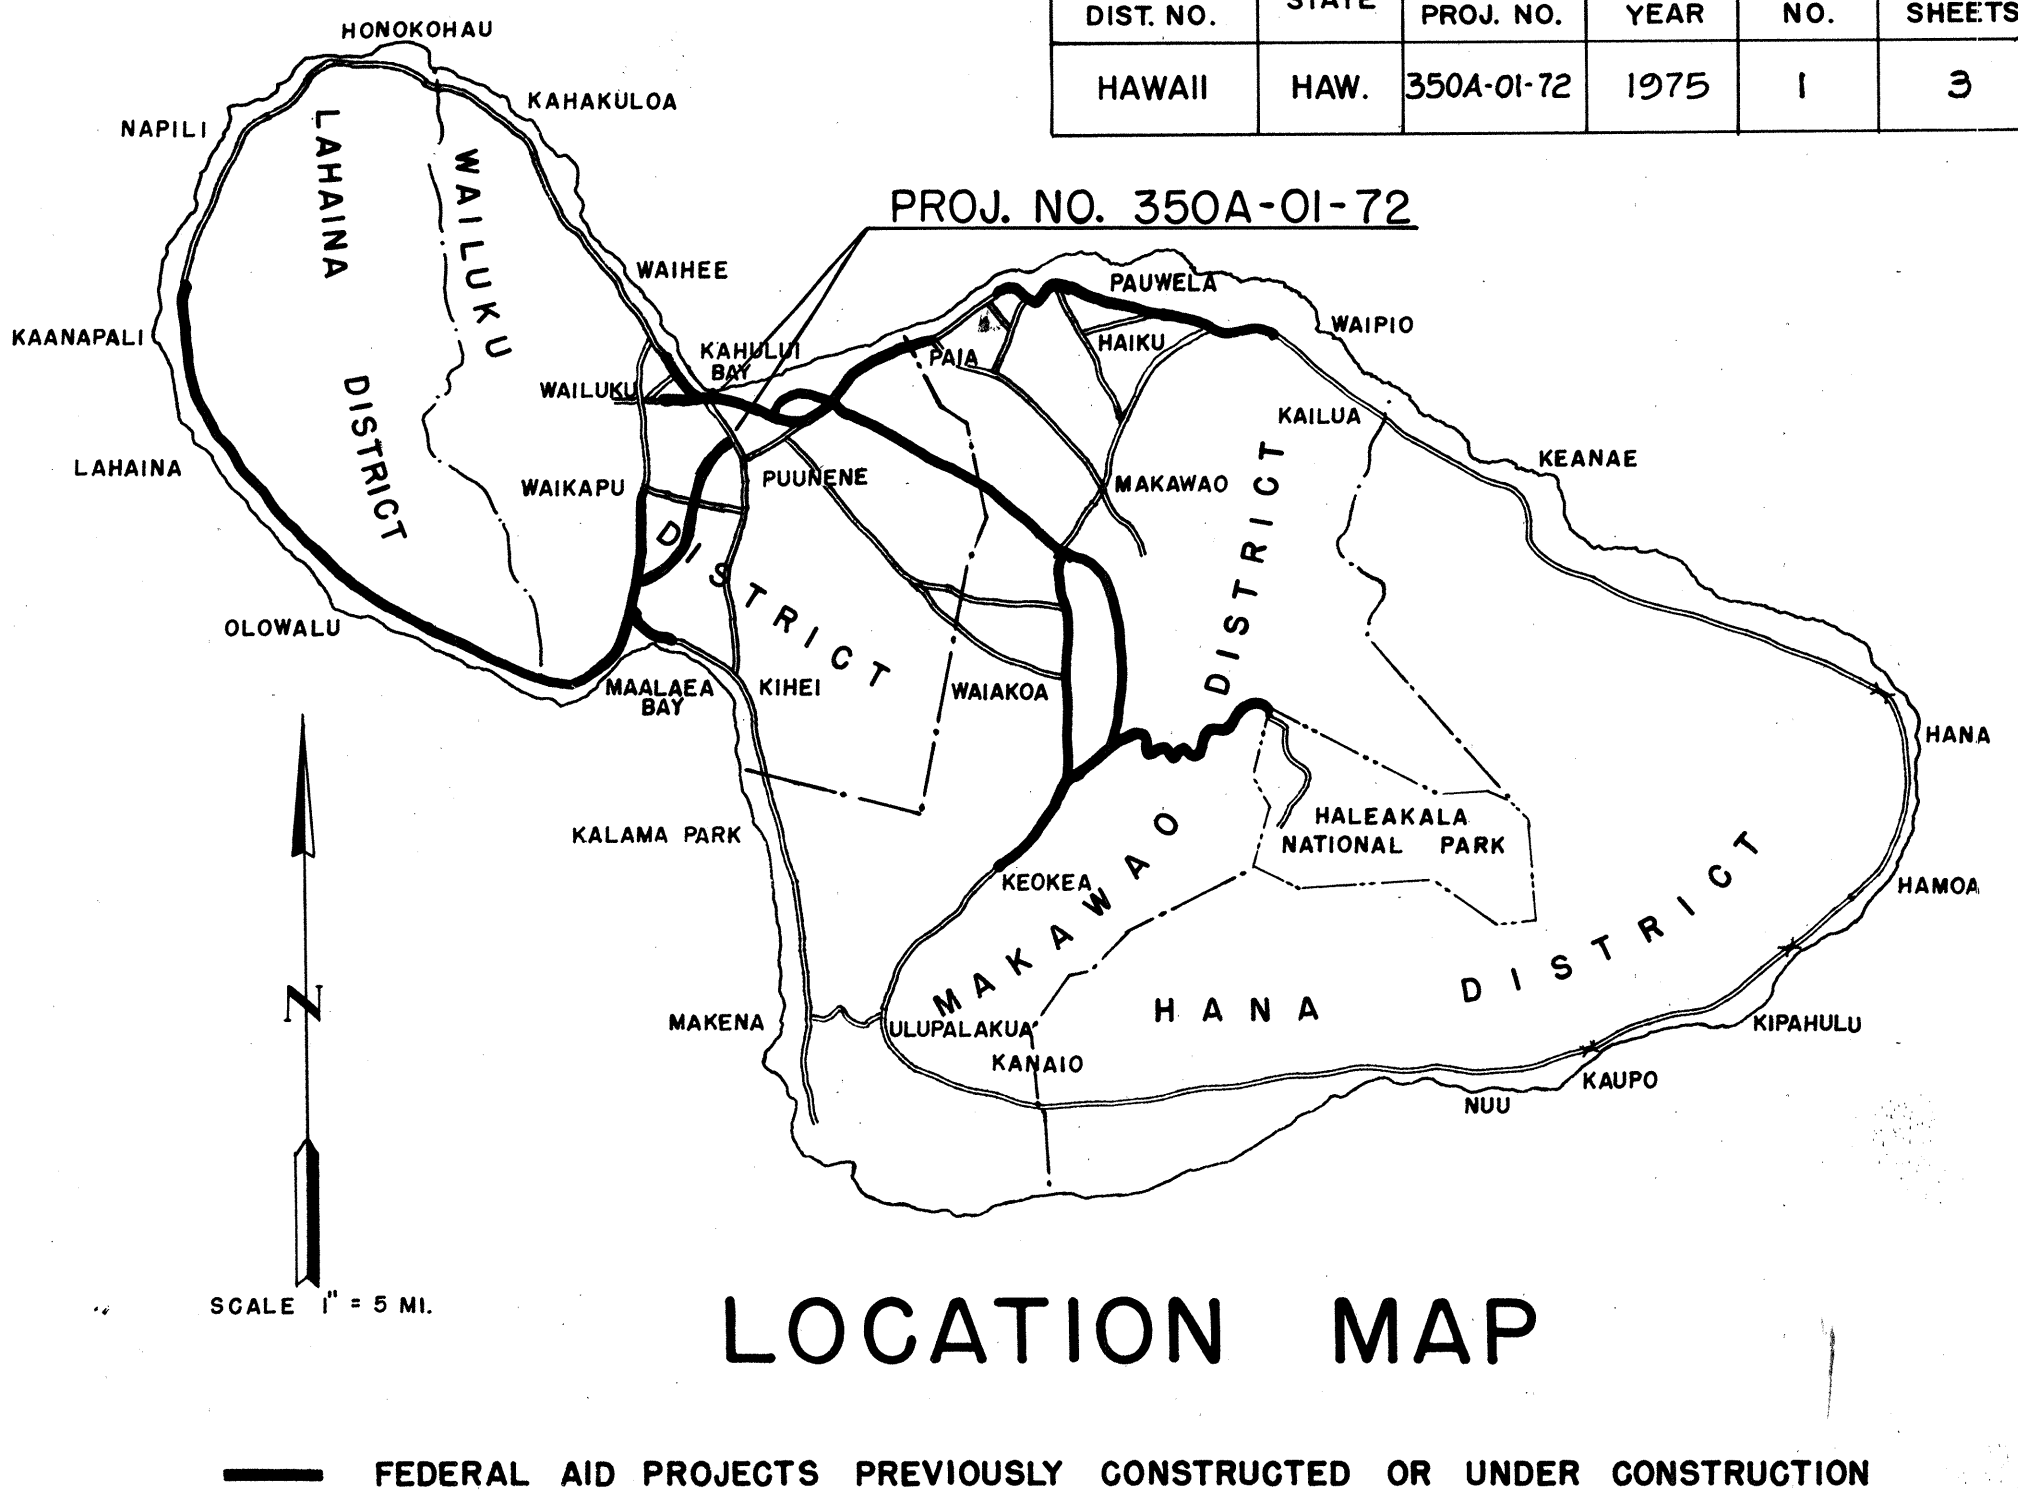 DIST. NO. STATE PROJ. NO. YEAR NO. SHEETS
HAWAII HAW. 350A-01-72 1975 1 3
HONOKOHAU
KAHAKULOA
NAPILI
LAHAINA DISTRICT
WAILUKU DISTRICT
PROJ. NO. 350A-01-72
WAIHEE
PAUWELA
KAANAPALI
WAIPIO
KAHULUI
BAY
HAIKU
PAIA
WAILUKU
KAILUA
LAHAINA
KEANAE
WAIKAPU
PUUNENE
MAKAWAO
OLOWALU
MAALAEA
BAY
KIHEI
WAIAKOA
MAKAWAO DISTRICT
HANA
KALAMA PARK
HALEAKALA
NATIONAL PARK
KEOKEA
HAMOA
HANA DISTRICT
N
MAKENA
ULUPALAKUA
KANAIO
KIPAHULU
KAUPO
NUU
SCALE 1" = 5 MI.
LOCATION MAP
FEDERAL AID PROJECTS PREVIOUSLY CONSTRUCTED OR UNDER CONSTRUCTION